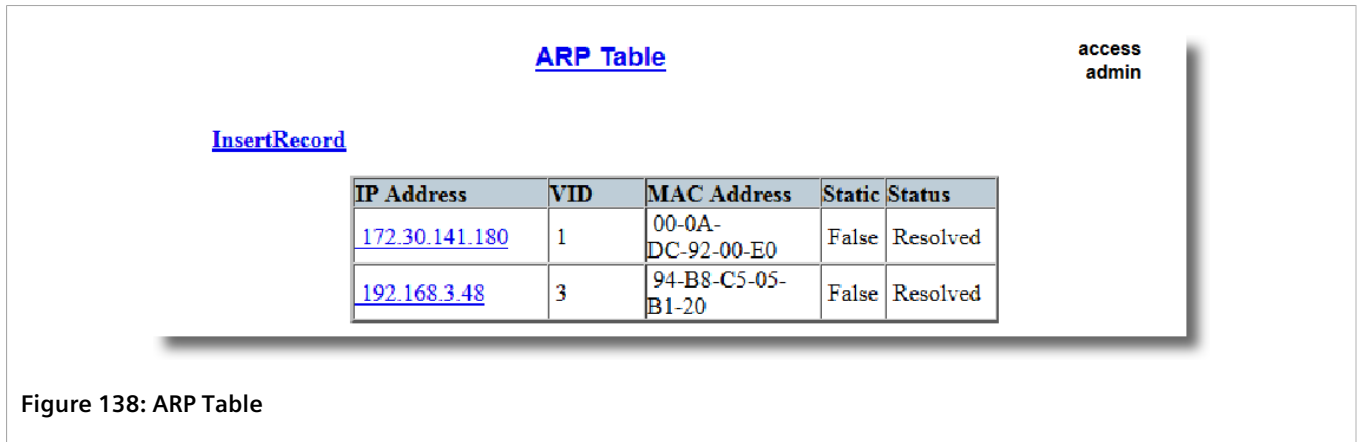 ARP Table
access
admin
InsertRecord
IP Address VID MAC Address Static Status
172.30.141.180 1 00-0A-
DC-92-00-E0 False Resolved
192.168.3.48 3 94-B8-C5-05-
B1-20 False Resolved
Figure 138: ARP Table